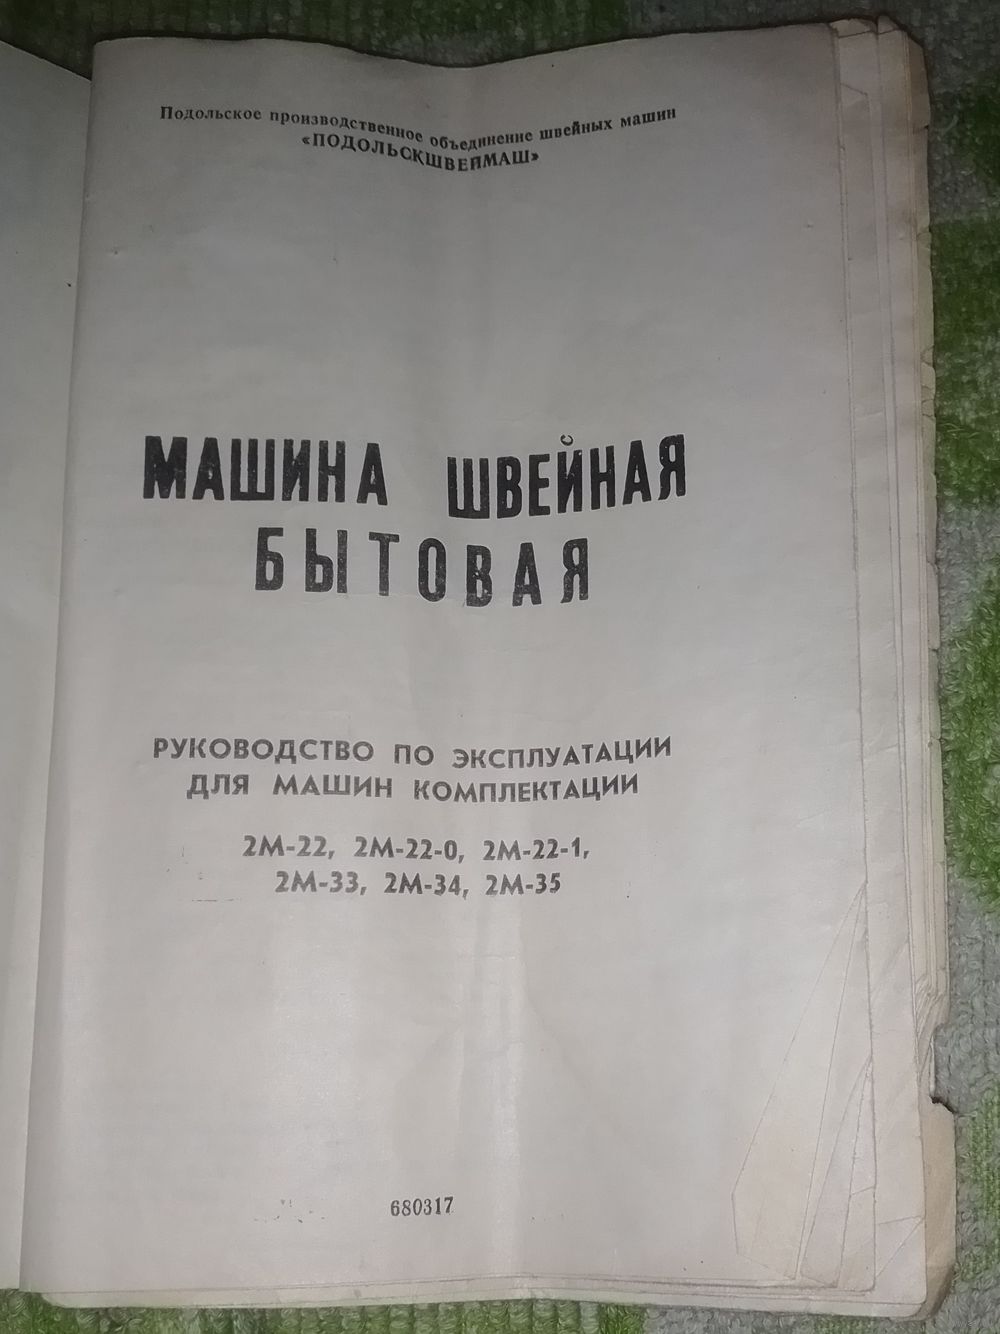 Подольское производственное объединение швейных машин
«ПОДОЛЬСКШВЕЙМАШ»
МАШИНА ШВЕЙНАЯ
БЫТОВАЯ
РУКОВОДСТВО ПО ЭКСПЛУАТАЦИИ
ДЛЯ МАШИН КОМПЛЕКТАЦИИ
2М-22, 2М-22-0, 2М-22-1,
2М-33, 2М-34, 2М-35
680317